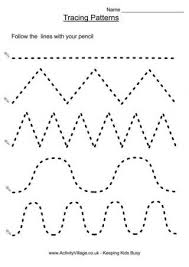 Name
Tracing Patterns
Follow the lines with your pencil
www.ActivityVillage.co.uk - Keeping Kids Busy